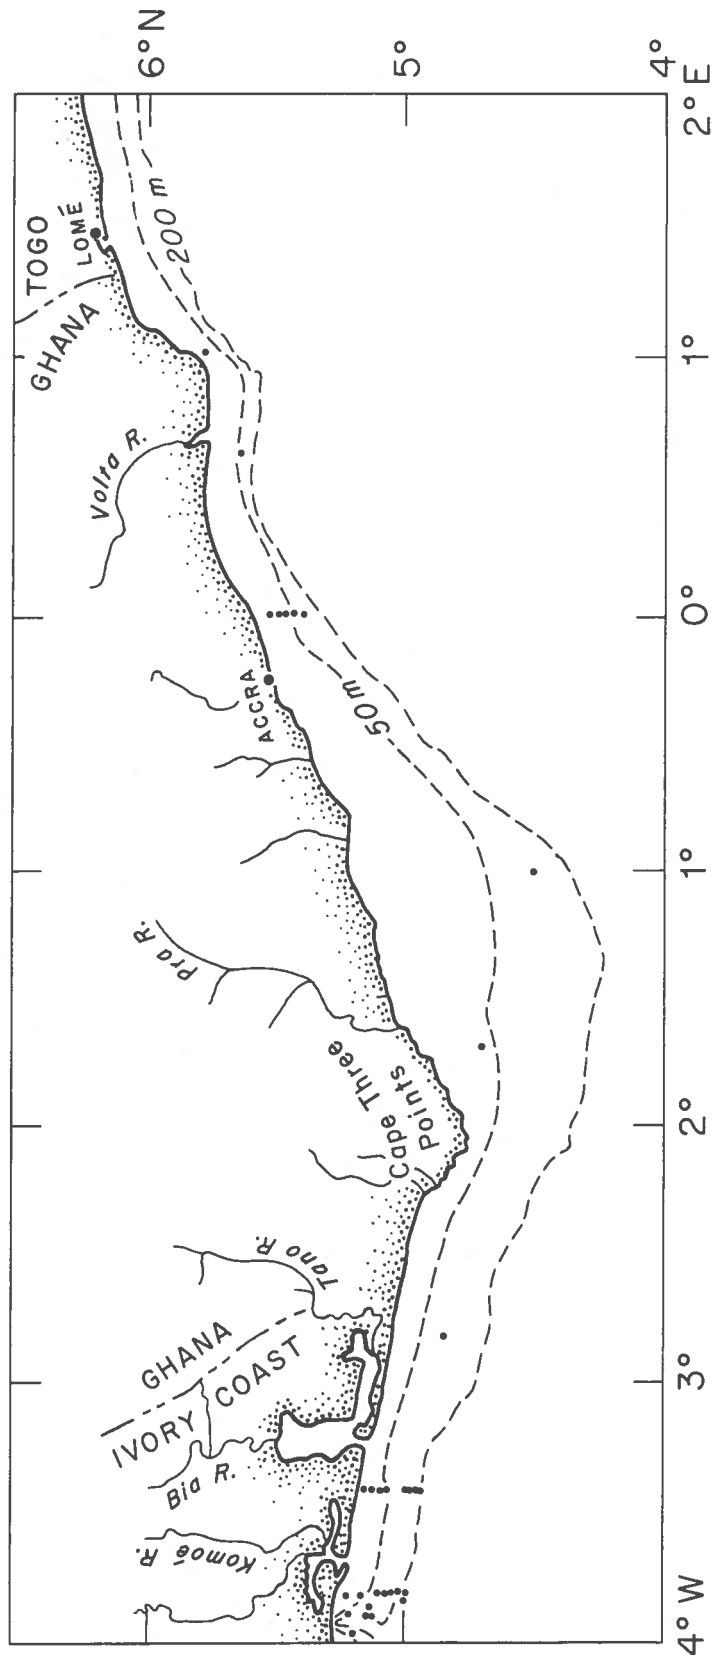 TOGO
LOMÉ
GHANA
Volta R.
ACCRA
Pra R.
Cape Three
Points
Tano R.
GHANA
IVORY COAST
Bia R.
Komoé R.
200 m
50m
6°N
5°
4°
4°W
3°
2°
1°
0°
1°
2°E